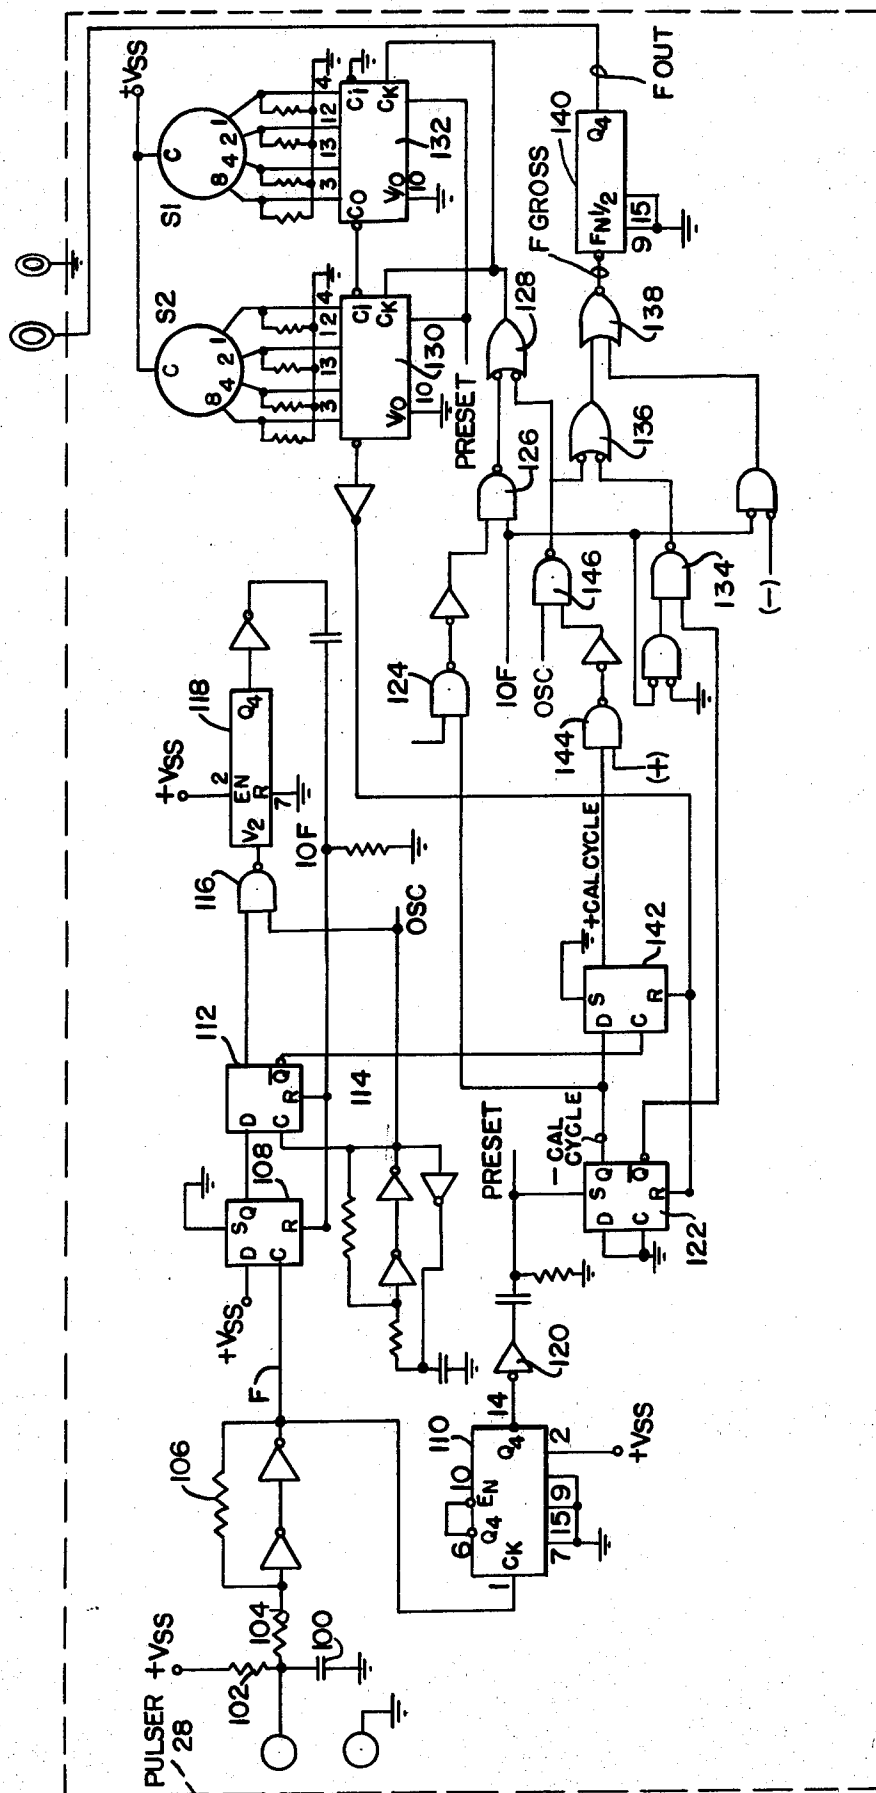 PULSER
28
+VSS
102
104
100
106
F
+VSS
D
S
Q
C
R
108
112
D
C
Q
R
114
116
OSC
+VSS
2
118
V2
EN
R
Q4
7
10F
110
6
10
Q4
EN
1
CK
Q4
14
7
15
9
2
+VSS
120
PRESET
-CAL
CYCLE
S
Q
D
C
Q
R
122
S
D
C
R
142
+CAL CYCLE
124
10F
OSC
144
(+)
146
126
128
134
(-)
136
138
F GROSS
140
FN1/2
Q4
9
15
F OUT
S2
C
8
4
2
1
3
13
12
4
Ci
CK
V/O
10
130
PRESET
+VSS
S1
C
8
4
2
1
3
13
12
4
CO
Ci
CK
V/O
10
132